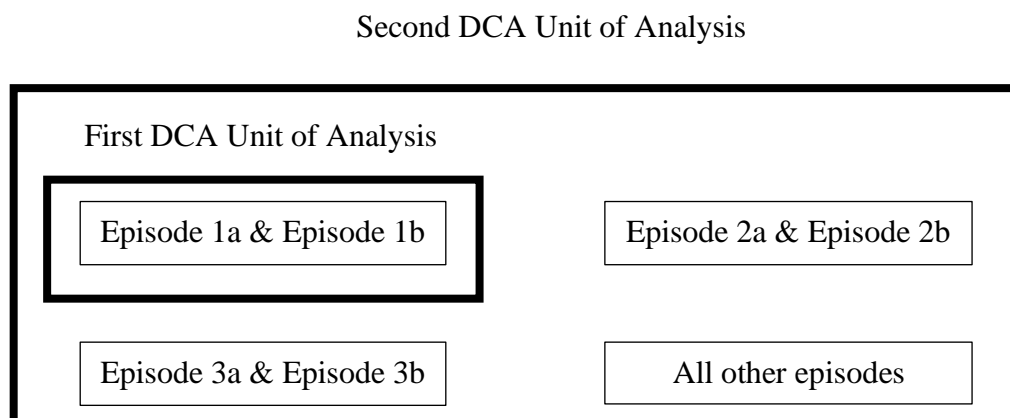 Second DCA Unit of Analysis
First DCA Unit of Analysis
Episode 1a & Episode 1b
Episode 2a & Episode 2b
Episode 3a & Episode 3b
All other episodes